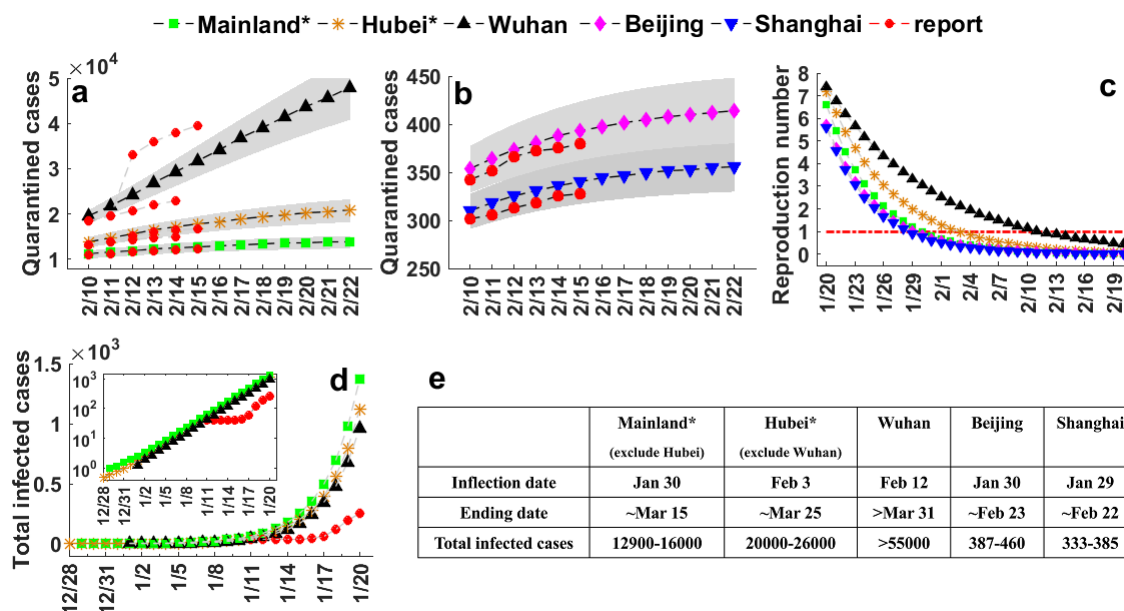 Mainland* Hubei* Wuhan Beijing Shanghai report
a
×10^4
Quarantined cases
5
4
3
2
1
2/10 2/11 2/12 2/13 2/14 2/15 2/16 2/17 2/18 2/19 2/20 2/21 2/22
b
Quarantined cases
450
400
350
300
250
2/10 2/11 2/12 2/13 2/14 2/15 2/16 2/17 2/18 2/19 2/20 2/21 2/22
c
Reproduction number
8
7
6
5
4
3
2
1
0
1/20 1/23 1/26 1/29 2/1 2/4 2/7 2/10 2/13 2/16 2/19
d
×10^3
Total infected cases
1.5
1
0.5
0
12/28 12/31 1/2 1/5 1/8 1/11 1/14 1/17 1/20
10^3
10^2
10^1
10^0
12/28 12/31 1/2 1/5 1/8 1/11 1/14 1/17 1/20
e
Mainland* Hubei* Wuhan Beijing Shanghai
(exclude Hubei) (exclude Wuhan)
Inflection date Jan 30 Feb 3 Feb 12 Jan 30 Jan 29
Ending date ~Mar 15 ~Mar 25 >Mar 31 ~Feb 23 ~Feb 22
Total infected cases 12900-16000 20000-26000 >55000 387-460 333-385